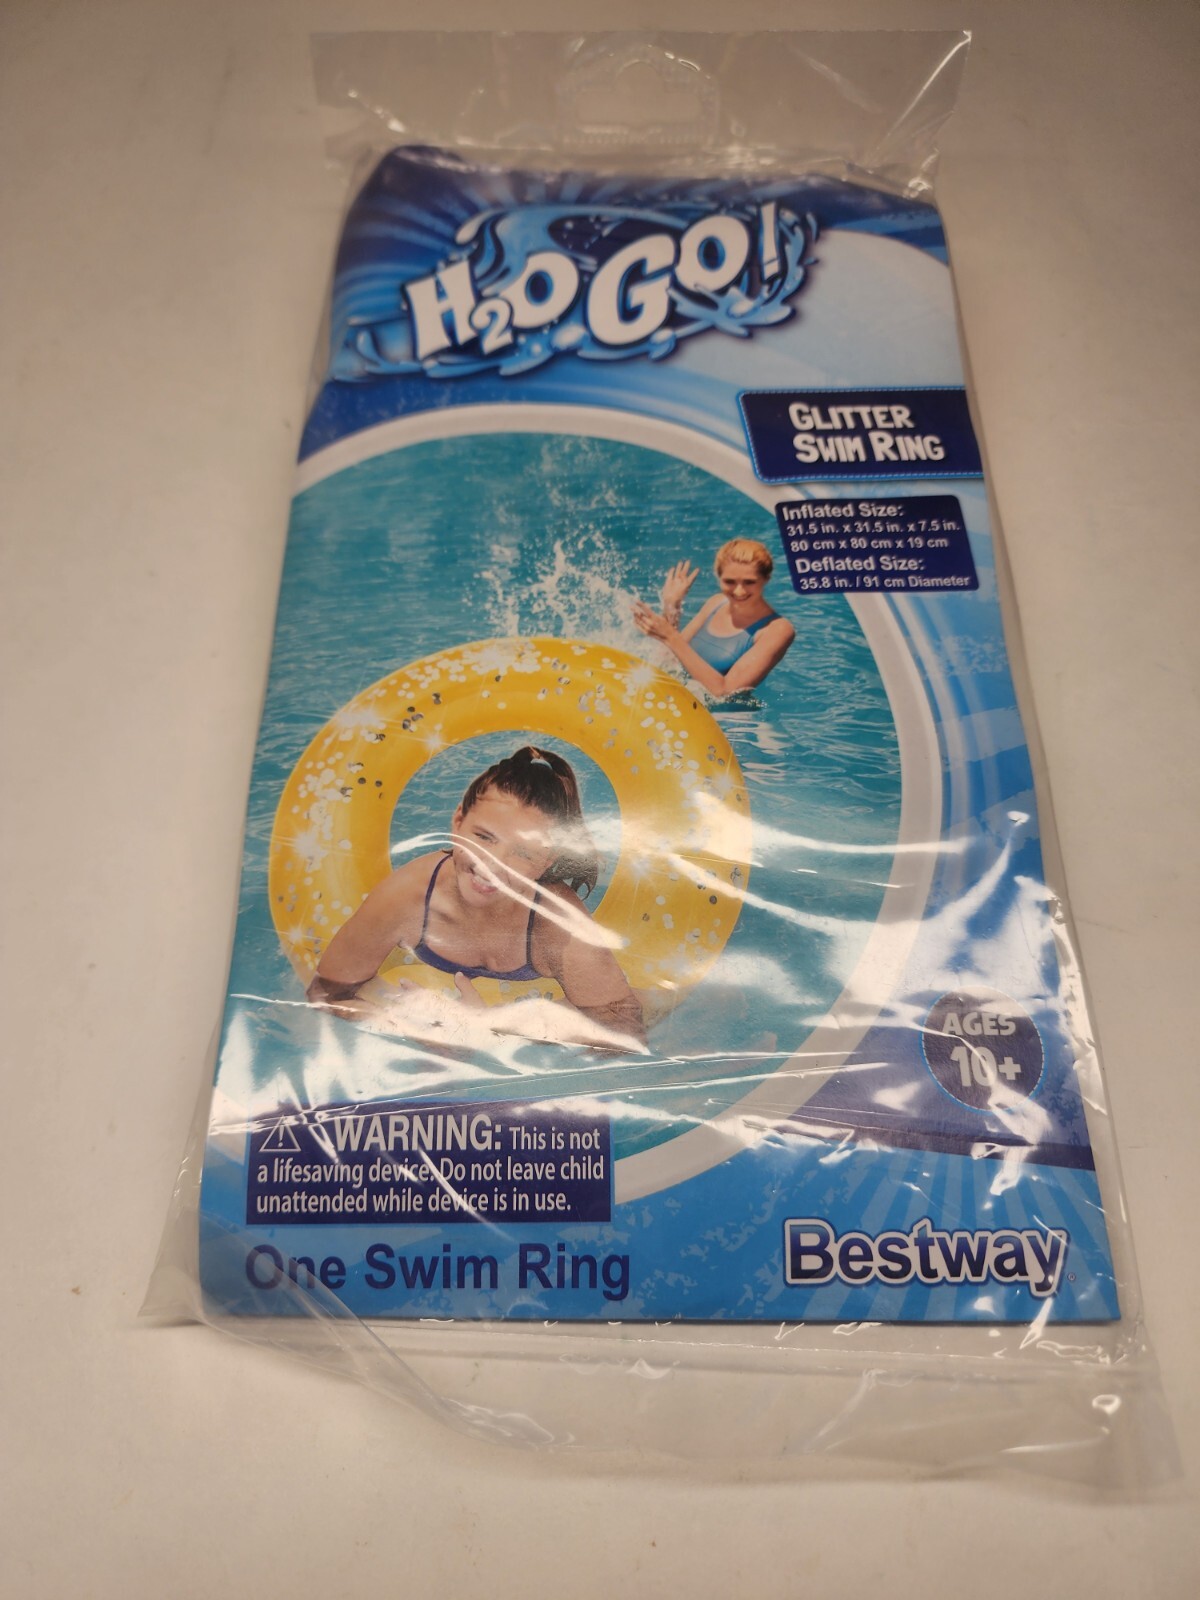 H2O GO!
GLITTER
SWIM RING
Inflated Size:
31.5 in. x 31.5 in. x 7.5 in.
80 cm x 80 cm x 19 cm
Deflated Size:
35.8 in. / 91 cm Diameter
AGES
10+
WARNING: This is not
a lifesaving device. Do not leave child
unattended while device is in use.
One Swim Ring
Bestway®